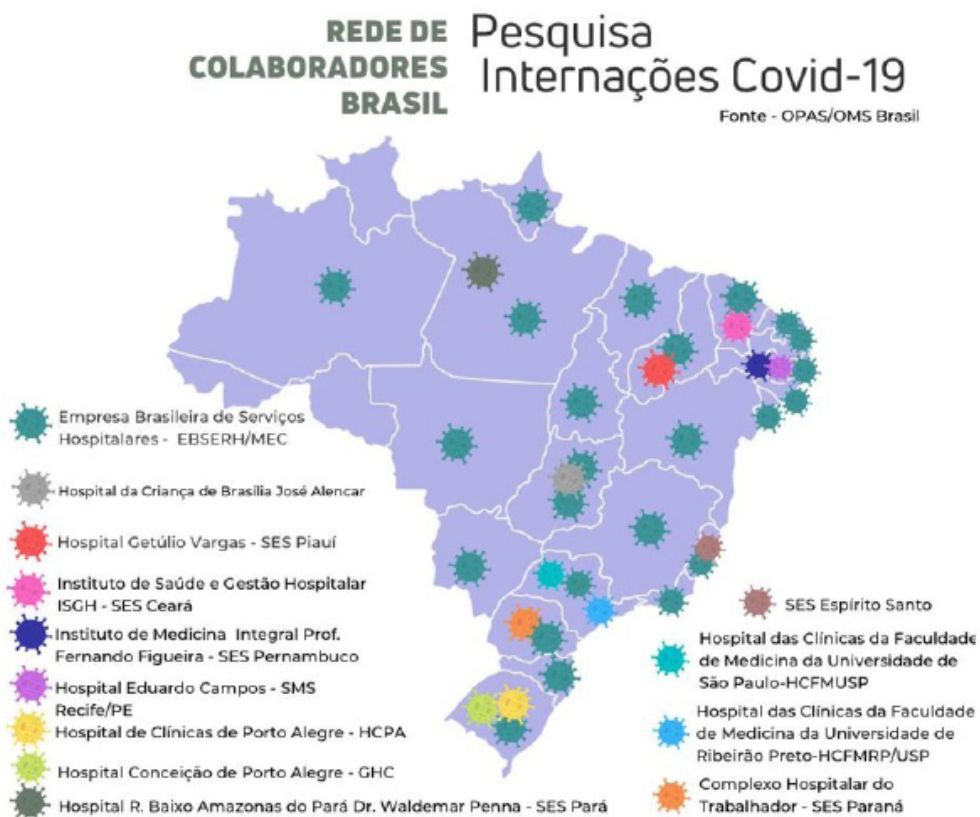 REDE DE
COLABORADORES
BRASIL
Pesquisa
Internações Covid-19
Fonte - OPAS/OMS Brasil
Empresa Brasileira de Serviços
Hospitalares - EBSERH/MEC
Hospital da Criança de Brasília José Alencar
Hospital Getúlio Vargas - SES Piauí
Instituto de Saúde e Gestão Hospitalar
ISGH - SES Ceará
Instituto de Medicina Integral Prof.
Fernando Figueira - SES Pernambuco
Hospital Eduardo Campos - SMS
Recife/PE
Hospital de Clínicas de Porto Alegre - HCPA
Hospital Conceição de Porto Alegre - GHC
Hospital R. Baixo Amazonas do Pará Dr. Waldemar Penna - SES Pará
SES Espírito Santo
Hospital das Clínicas da Faculdade
de Medicina da Universidade de
São Paulo-HCFMUSP
Hospital das Clínicas da Faculdade
de Medicina da Universidade de
Ribeirão Preto-HCFMRP/USP
Complexo Hospitalar do
Trabalhador - SES Paraná